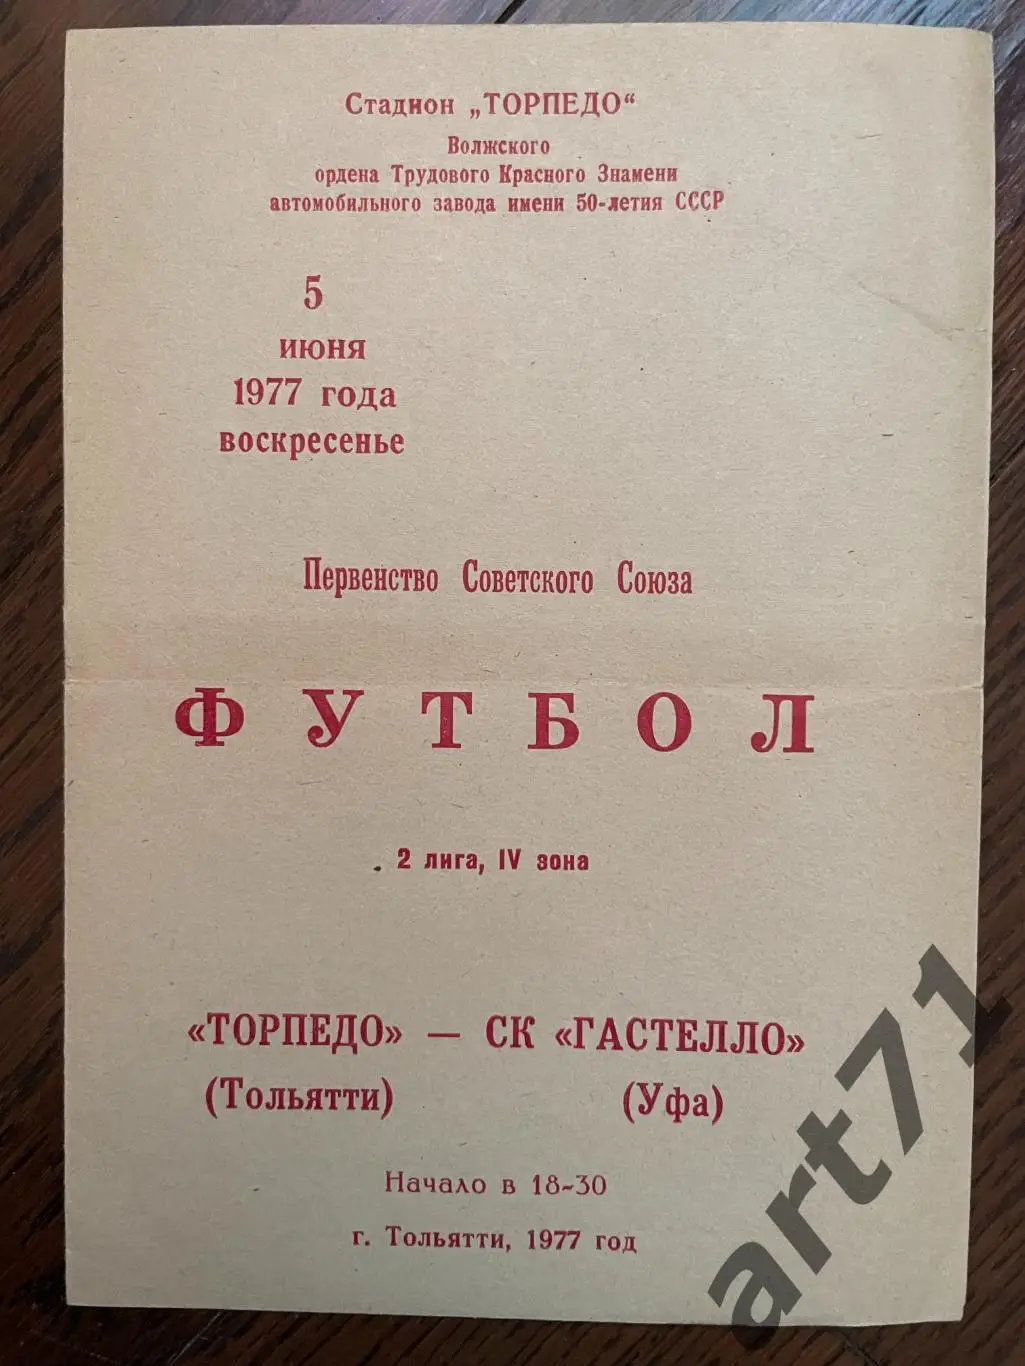 Стадион „ТОРПЕДО“
Волжского
ордена Трудового Красного Знамени
автомобильного завода имени 50-летия СССР
5
июня
1977 года
воскресенье
Первенство Советского Союза
ФУТБОЛ
2 лига, IV зона
«ТОРПЕДО» — СК «ГАСТЕЛЛО»
(Тольятти) (Уфа)
Начало в 18-30
г. Тольятти, 1977 год
art71